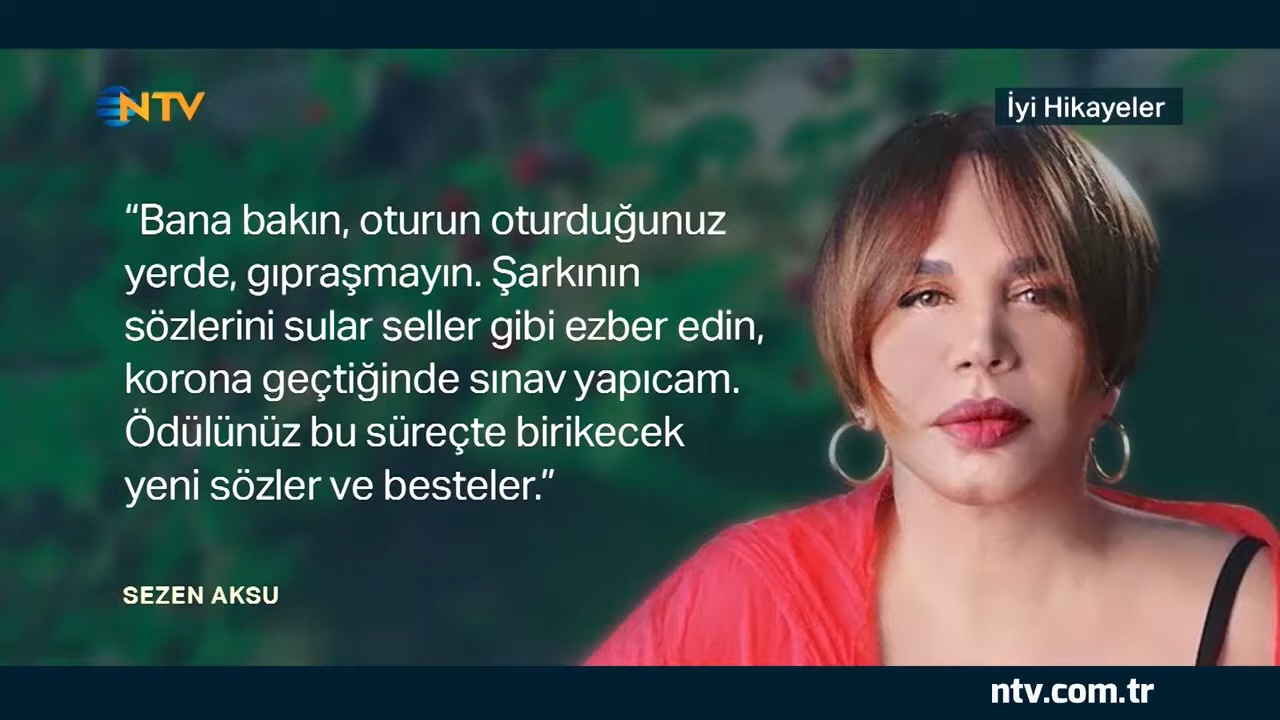 NTV
İyi Hikayeler
“Bana bakın, oturun oturduğunuz
yerde, gıpraşmayın. Şarkının
sözlerini sular seller gibi ezber edin,
korona geçtiğinde sınav yapıcam.
Ödülünüz bu süreçte birikecek
yeni sözler ve besteler.”
SEZEN AKSU
ntv.com.tr